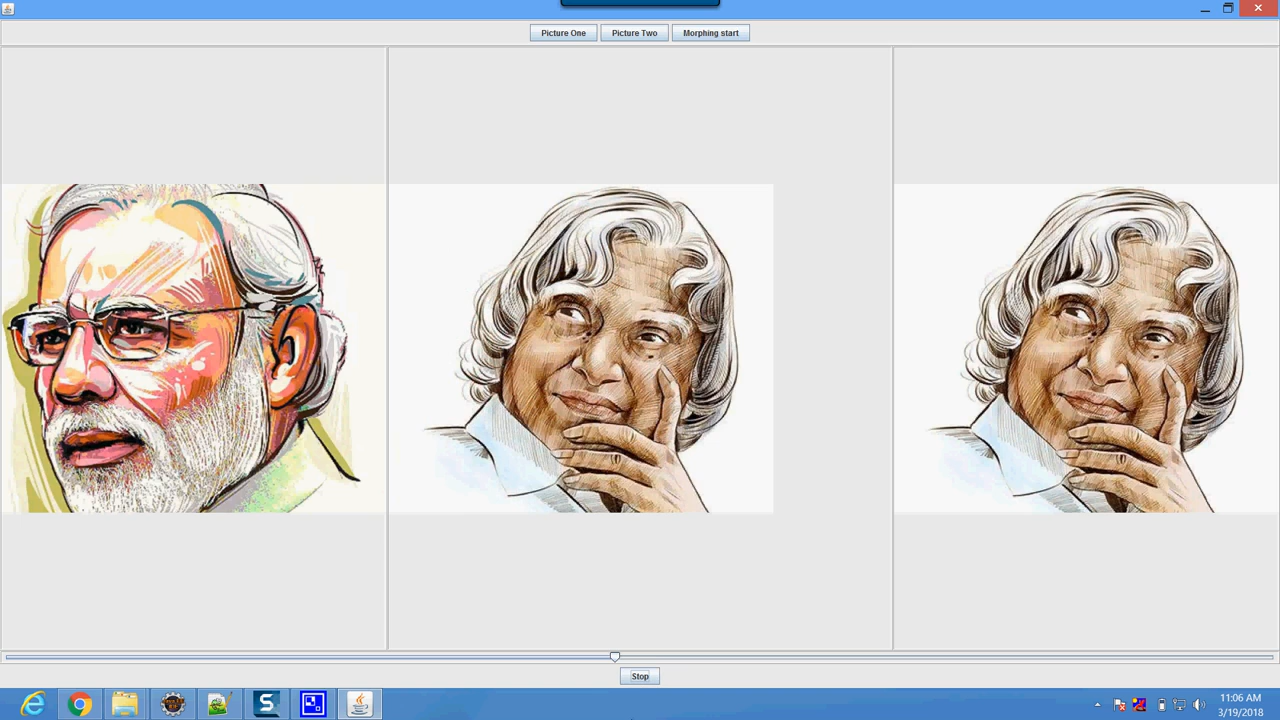 Picture One
Picture Two
Morphing start
Stop
11:06 AM
3/19/2018